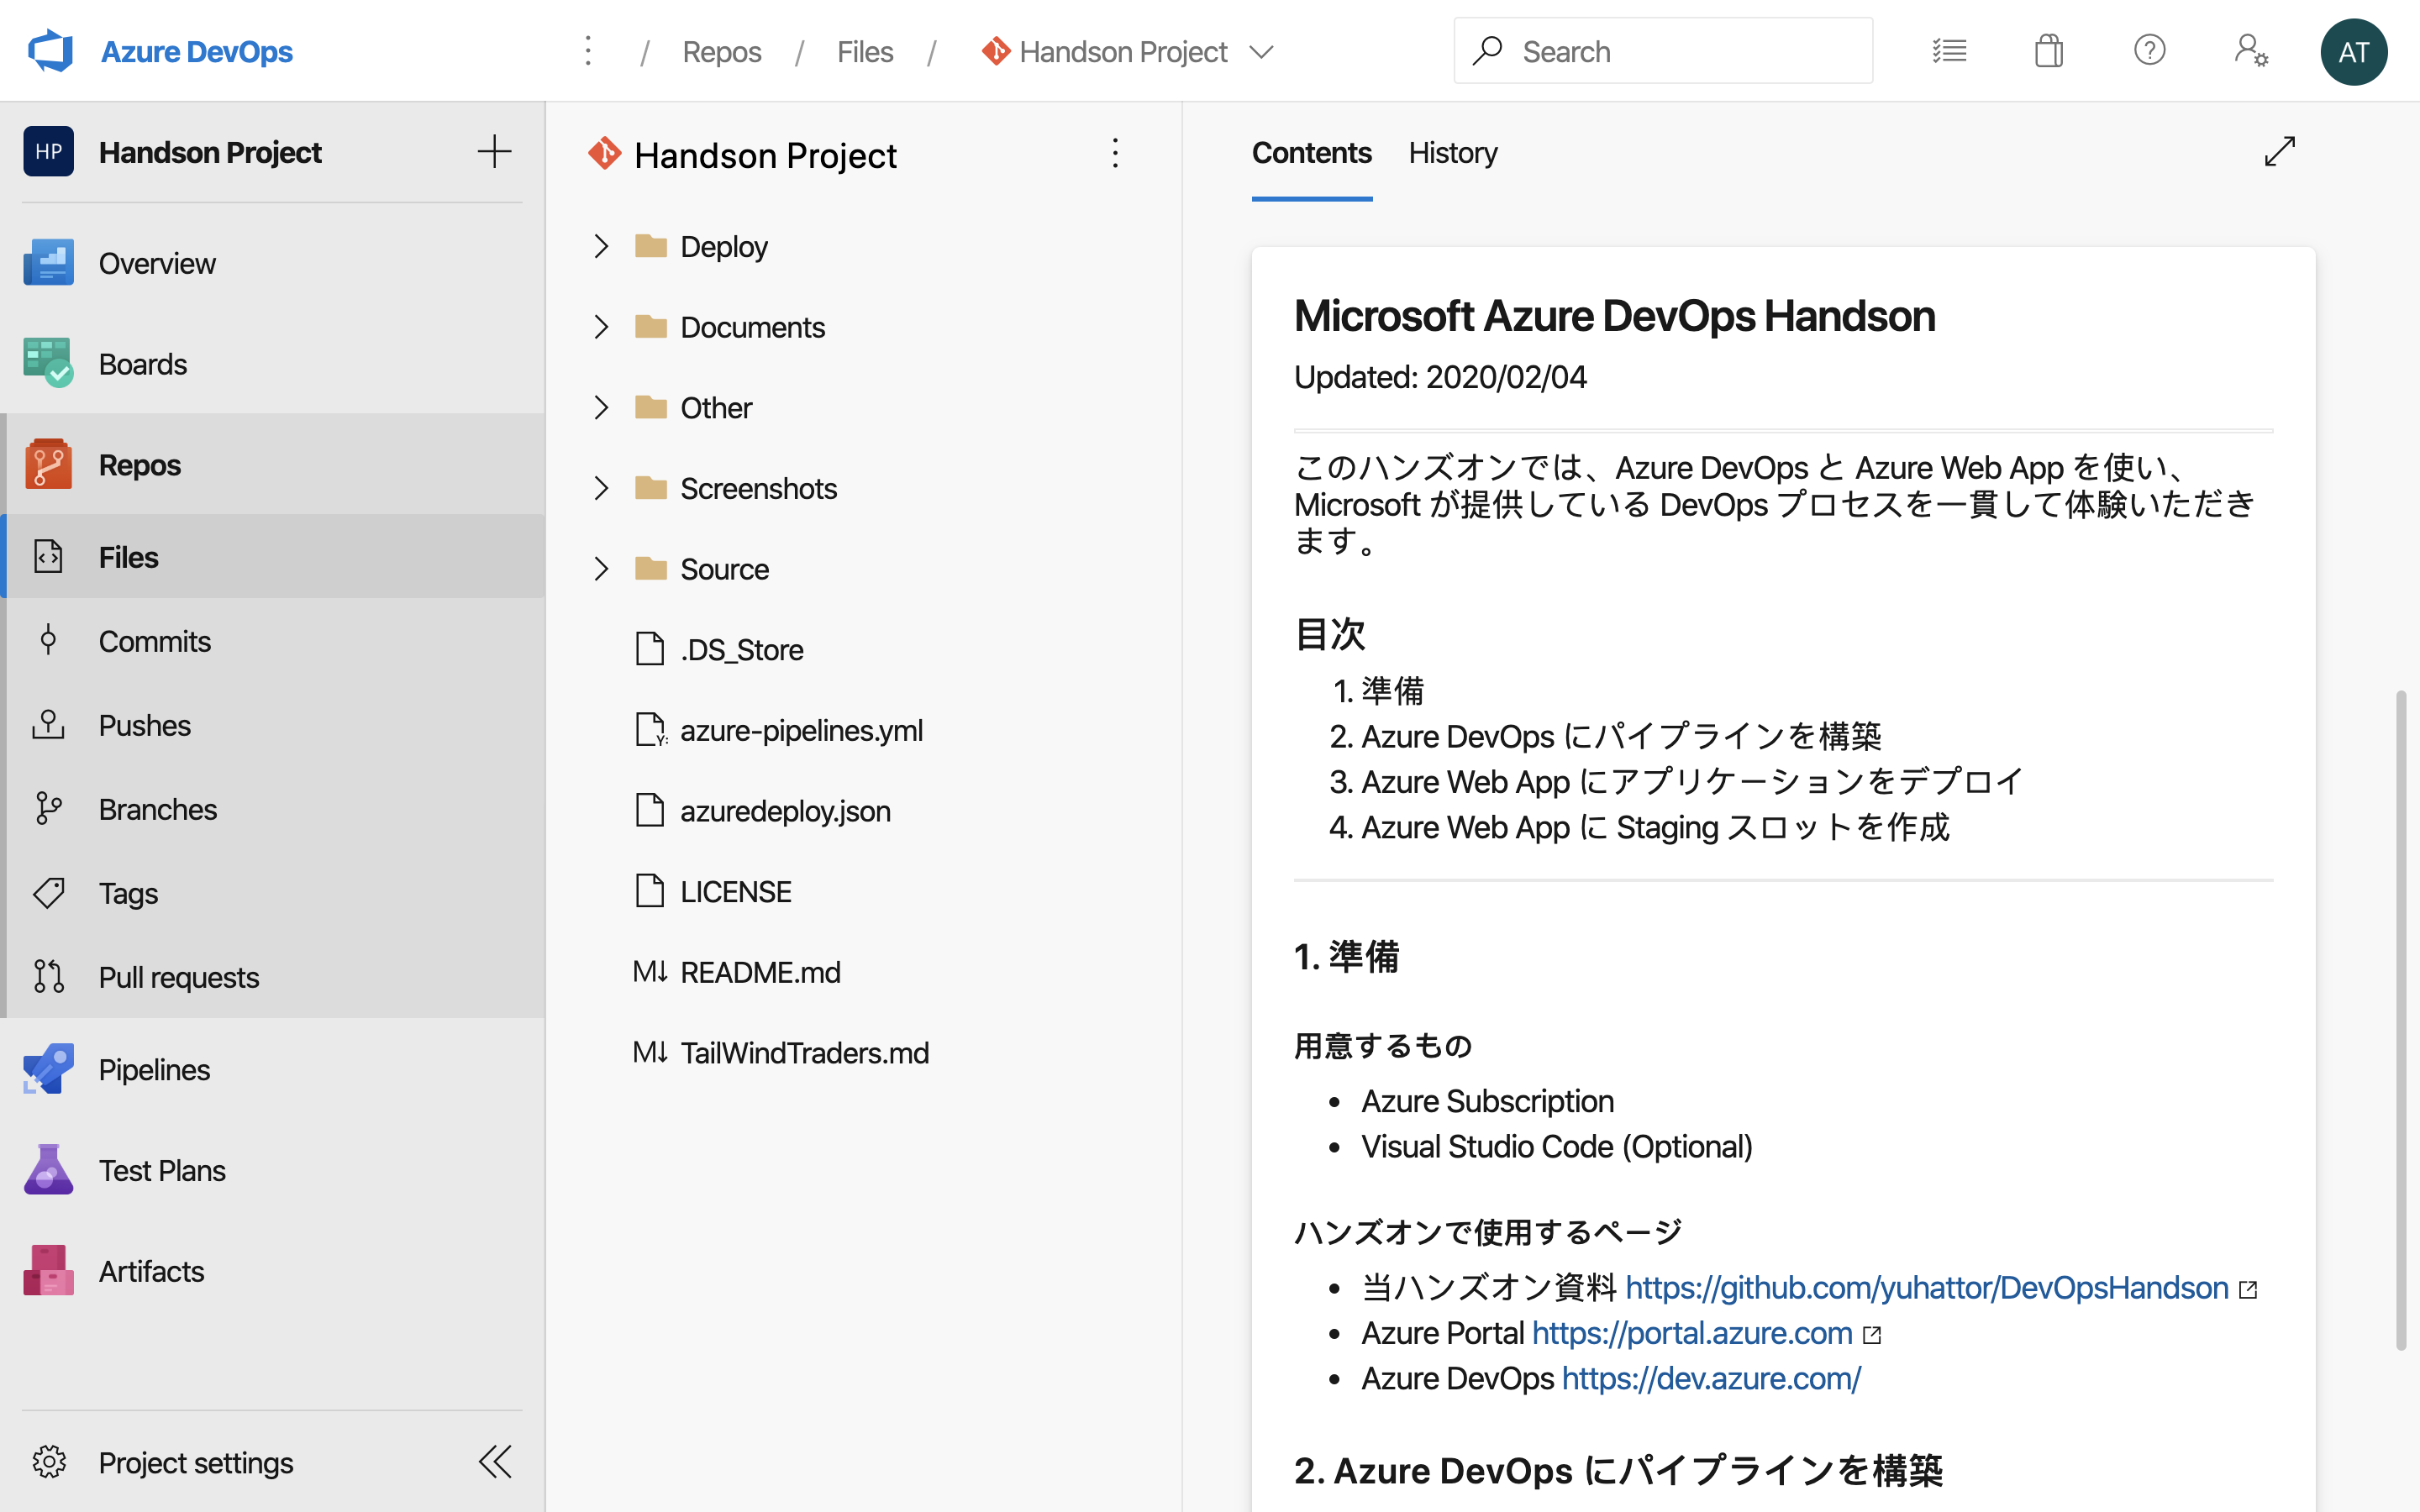 Azure DevOps
/ Repos / Files / Handson Project
Search
AT
HP Handson Project
Overview
Boards
Repos
Files
Commits
Pushes
Branches
Tags
Pull requests
Pipelines
Test Plans
Artifacts
Project settings
Handson Project
Deploy
Documents
Other
Screenshots
Source
.DS_Store
Y: azure-pipelines.yml
azuredeploy.json
LICENSE
M↓ README.md
M↓ TailWindTraders.md
Contents History
Microsoft Azure DevOps Handson
Updated: 2020/02/04
このハンズオンでは、Azure DevOps と Azure Web App を使い、
Microsoft が提供している DevOps プロセスを一貫して体験いただき
ます。
目次
1. 準備
2. Azure DevOps にパイプラインを構築
3. Azure Web App にアプリケーションをデプロイ
4. Azure Web App に Staging スロットを作成
1. 準備
用意するもの
• Azure Subscription
• Visual Studio Code (Optional)
ハンズオンで使用するページ
• 当ハンズオン資料 https://github.com/yuhattor/DevOpsHandson
• Azure Portal https://portal.azure.com
• Azure DevOps https://dev.azure.com/
2. Azure DevOps にパイプラインを構築